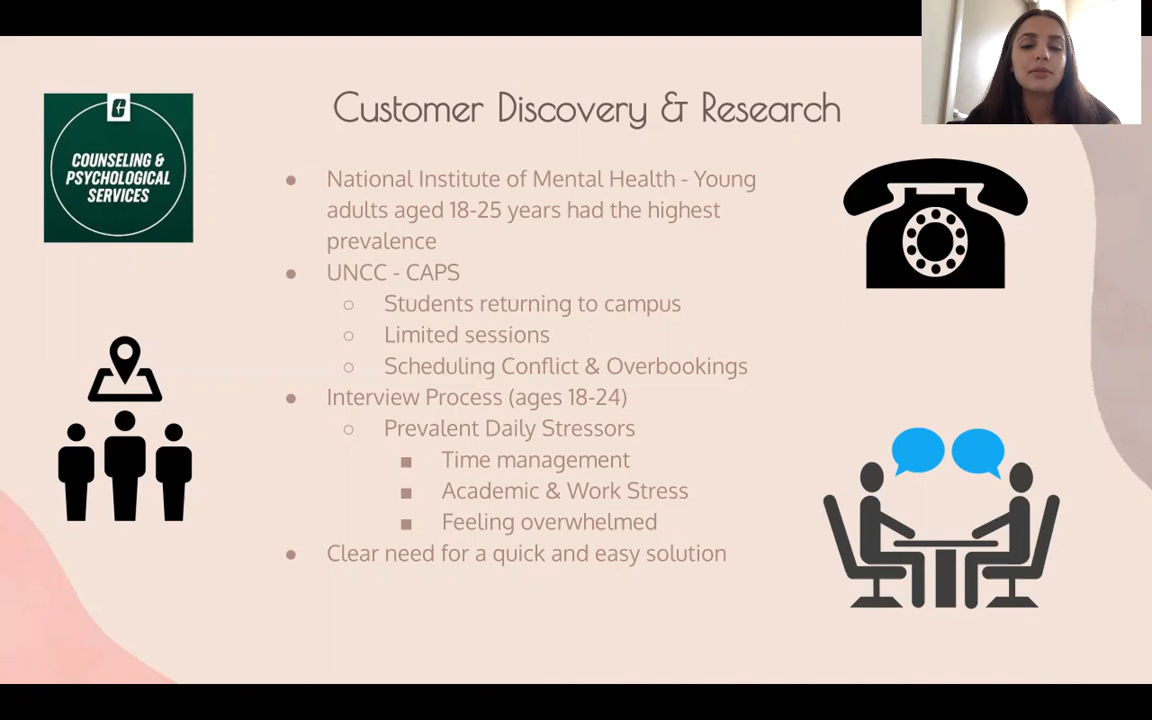 Customer Discovery & Research
COUNSELING &
PSYCHOLOGICAL
SERVICES
● National Institute of Mental Health - Young
adults aged 18-25 years had the highest
prevalence
● UNCC - CAPS
○ Students returning to campus
○ Limited sessions
○ Scheduling Conflict & Overbookings
● Interview Process (ages 18-24)
○ Prevalent Daily Stressors
■ Time management
■ Academic & Work Stress
■ Feeling overwhelmed
● Clear need for a quick and easy solution